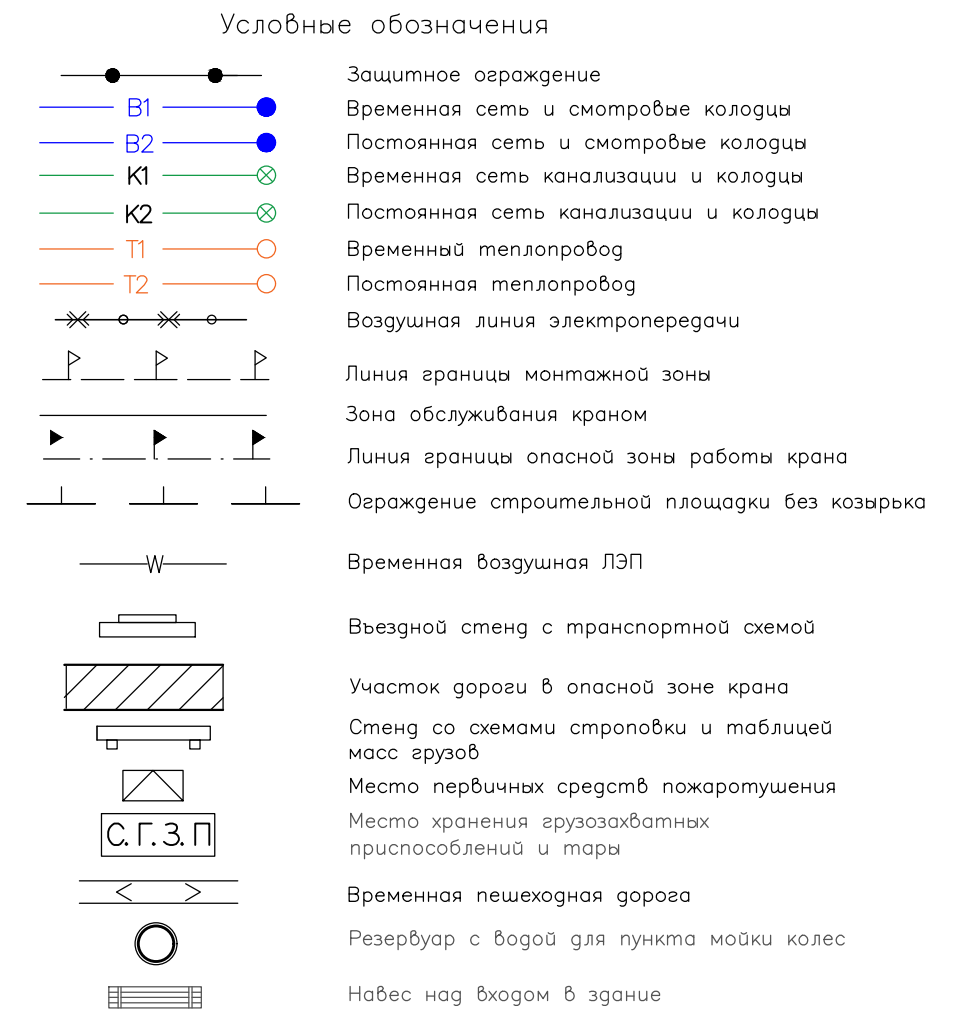 Условные обозначения
Защитное ограждение
В1 Временная сеть и смотровые колодцы
В2 Постоянная сеть и смотровые колодцы
К1 Временная сеть канализации и колодцы
К2 Постоянная сеть канализации и колодцы
Т1 Временный теплопровод
Т2 Постоянная теплопровод
Воздушная линия электропередачи
Линия границы монтажной зоны
Зона обслуживания краном
Линия границы опасной зоны работы крана
Ограждение строительной площадки без козырька
W Временная воздушная ЛЭП
Въездной стенд с транспортной схемой
Участок дороги в опасной зоне крана
Стенд со схемами строповки и таблицей
масс грузов
Место первичных средств пожаротушения
С.Г.З.П Место хранения грузозахватных
приспособлений и тары
Временная пешеходная дорога
Резервуар с водой для пункта мойки колес
Навес над входом в здание